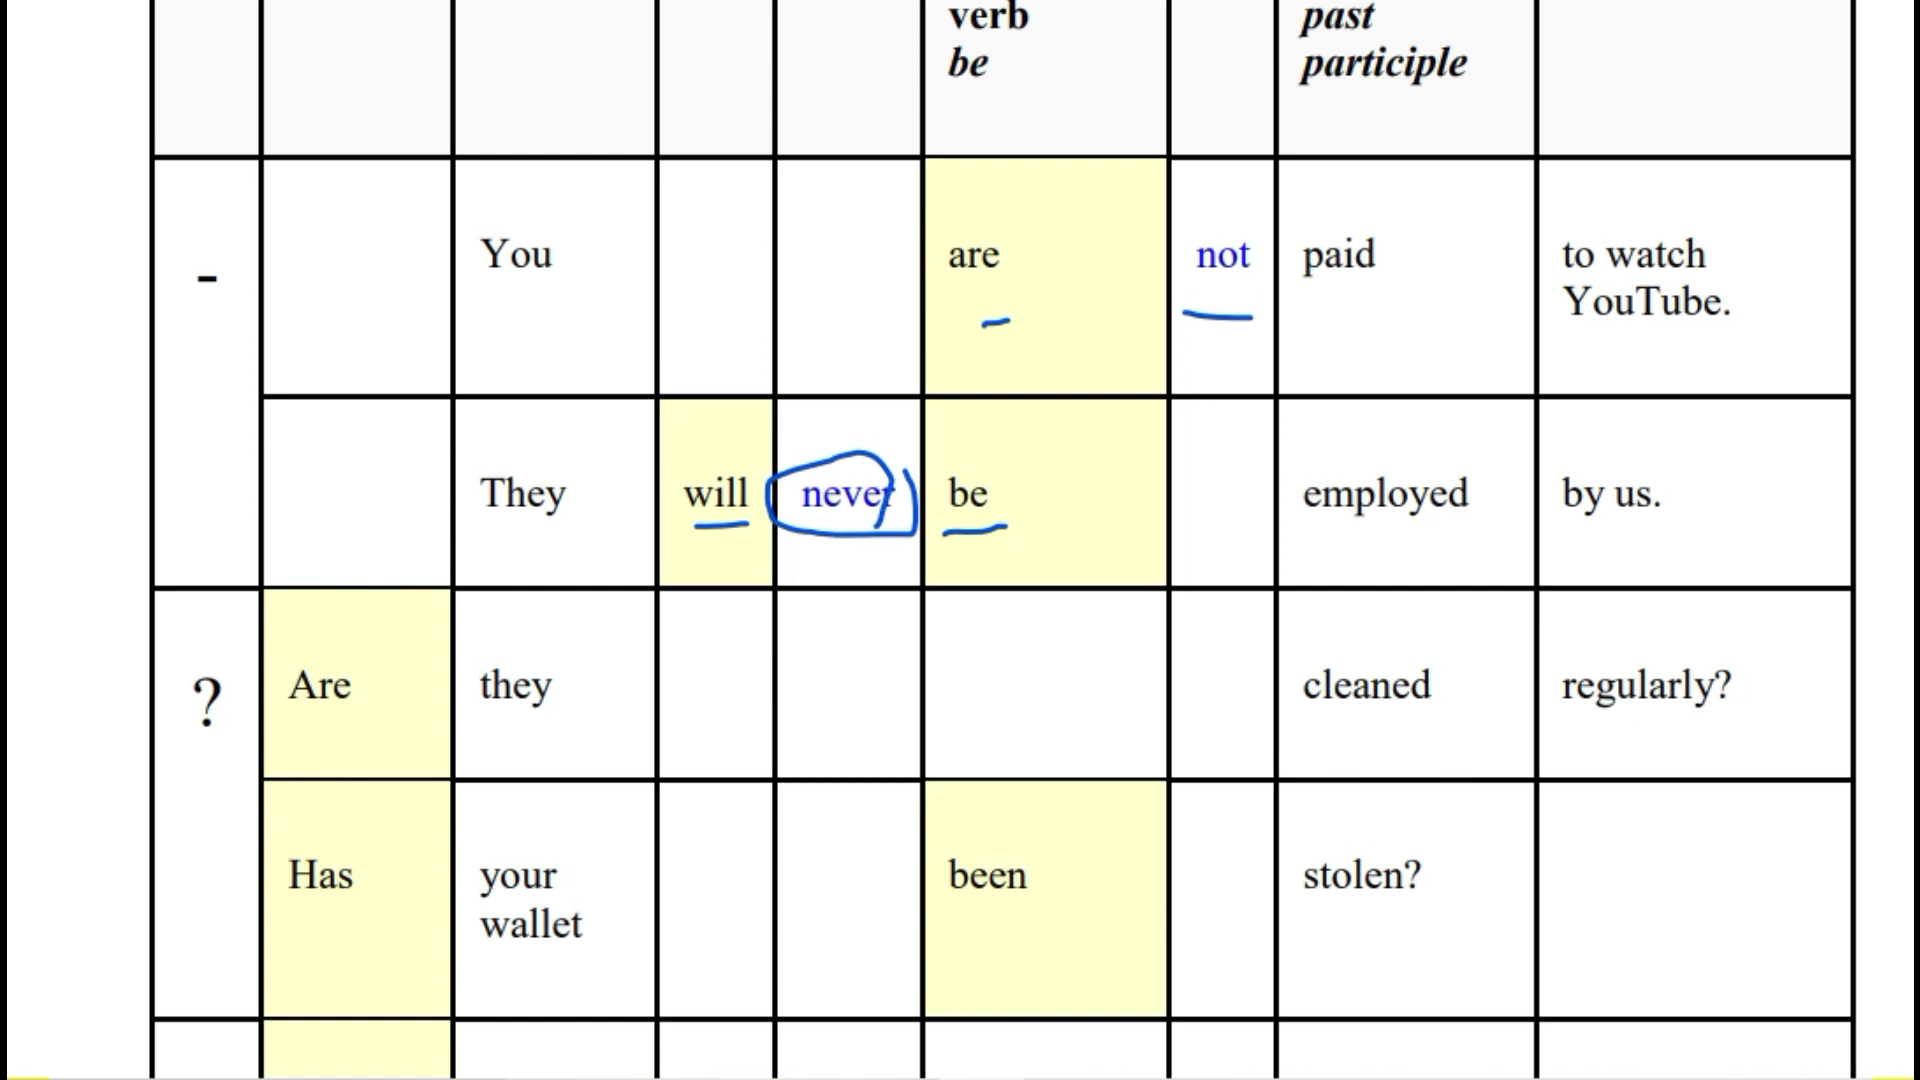 verb
be
past
participle
-
You
are
not
paid
to watch
YouTube.
They
will
never
be
employed
by us.
?
Are
they
cleaned
regularly?
Has
your
wallet
been
stolen?